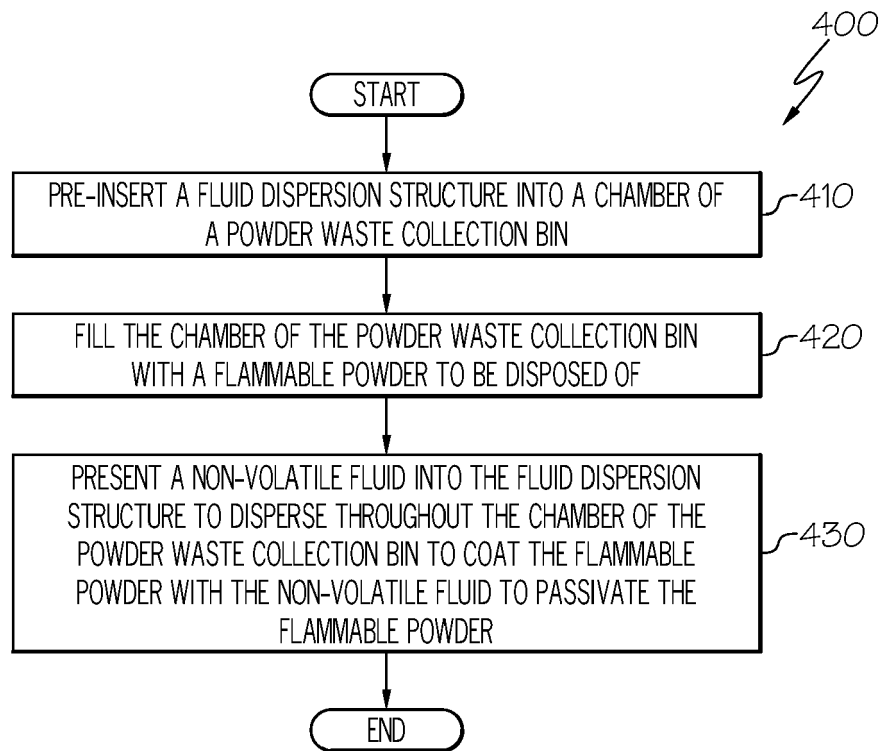 400
START
PRE-INSERT A FLUID DISPERSION STRUCTURE INTO A CHAMBER OF
A POWDER WASTE COLLECTION BIN
410
FILL THE CHAMBER OF THE POWDER WASTE COLLECTION BIN
WITH A FLAMMABLE POWDER TO BE DISPOSED OF
420
PRESENT A NON-VOLATILE FLUID INTO THE FLUID DISPERSION
STRUCTURE TO DISPERSE THROUGHOUT THE CHAMBER OF THE
POWDER WASTE COLLECTION BIN TO COAT THE FLAMMABLE
POWDER WITH THE NON-VOLATILE FLUID TO PASSIVATE THE
FLAMMABLE POWDER
430
END